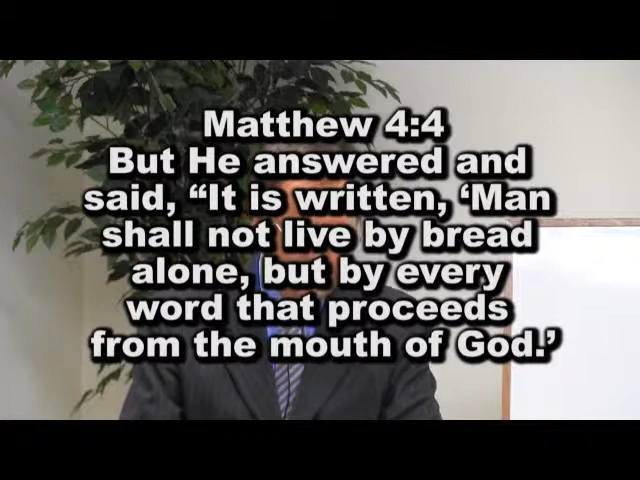 Matthew 4:4
But He answered and
said, “It is written, ‘Man
shall not live by bread
alone, but by every
word that proceeds
from the mouth of God.’